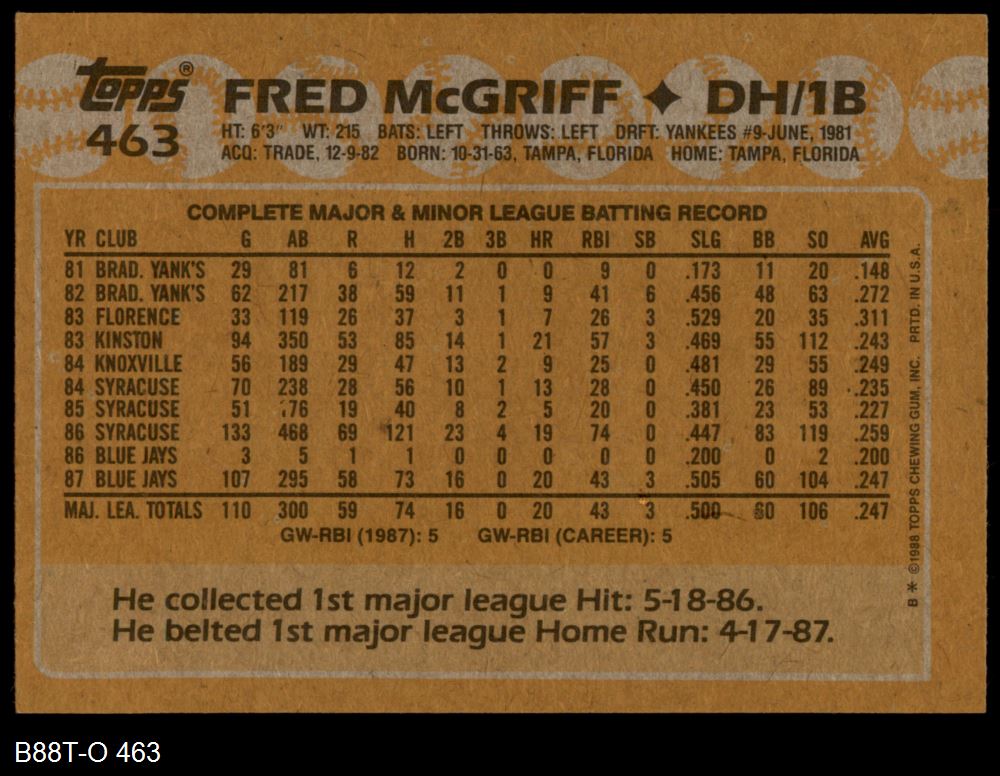 topps® FRED McGRIFF ✦ DH/1B
463 HT: 6'3" WT: 215 BATS: LEFT THROWS: LEFT DRFT: YANKEES #9-JUNE, 1981
ACQ: TRADE, 12-9-82 BORN: 10-31-63, TAMPA, FLORIDA HOME: TAMPA, FLORIDA
COMPLETE MAJOR & MINOR LEAGUE BATTING RECORD
YR CLUB G AB R H 2B 3B HR RBI SB SLG BB SO AVG
81 BRAD. YANK'S 29 81 6 12 2 0 0 9 0 .173 11 20 .148
82 BRAD. YANK'S 62 217 38 59 11 1 9 41 6 .456 48 63 .272
83 FLORENCE 33 119 26 37 3 1 7 26 3 .529 20 35 .311
83 KINSTON 94 350 53 85 14 1 21 57 3 .469 55 112 .243
84 KNOXVILLE 56 189 29 47 13 2 9 25 0 .481 29 55 .249
84 SYRACUSE 70 238 28 56 10 1 13 28 0 .450 26 89 .235
85 SYRACUSE 51 176 19 40 8 2 5 20 0 .381 23 53 .227
86 SYRACUSE 133 468 69 121 23 4 19 74 0 .447 83 119 .259
86 BLUE JAYS 3 5 1 1 0 0 0 0 0 .200 0 2 .200
87 BLUE JAYS 107 295 58 73 16 0 20 43 3 .505 60 104 .247
MAJ. LEA. TOTALS 110 300 59 74 16 0 20 43 3 .500 60 106 .247
GW-RBI (1987): 5 GW-RBI (CAREER): 5
He collected 1st major league Hit: 5-18-86.
He belted 1st major league Home Run: 4-17-87.
B * ©1988 TOPPS CHEWING GUM, INC. PRTD. IN U.S.A.
B88T-O 463